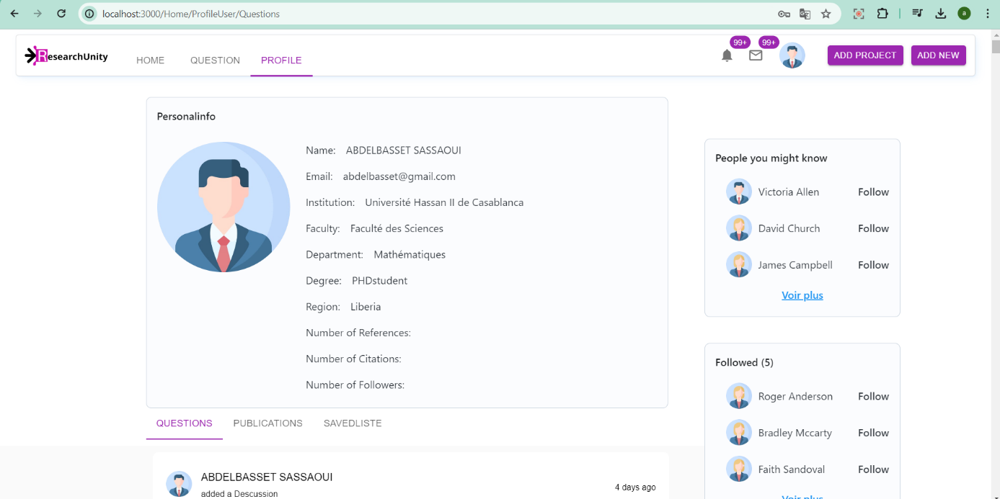 localhost:3000/Home/ProfileUser/Questions
a
ResearchUnity
HOME QUESTION PROFILE
99+ 99+
ADD PROJECT ADD NEW
Personalinfo
Name: ABDELBASSET SASSAOUI
Email: abdelbasset@gmail.com
Institution: Université Hassan II de Casablanca
Faculty: Faculté des Sciences
Department: Mathématiques
Degree: PHDstudent
Region: Liberia
Number of References:
Number of Citations:
Number of Followers:
People you might know
Victoria Allen Follow
David Church Follow
James Campbell Follow
Voir plus
Followed (5)
Roger Anderson Follow
Bradley Mccarty Follow
Faith Sandoval Follow
Voir plus
QUESTIONS PUBLICATIONS SAVEDLISTE
ABDELBASSET SASSAOUI
added a Descussion
4 days ago